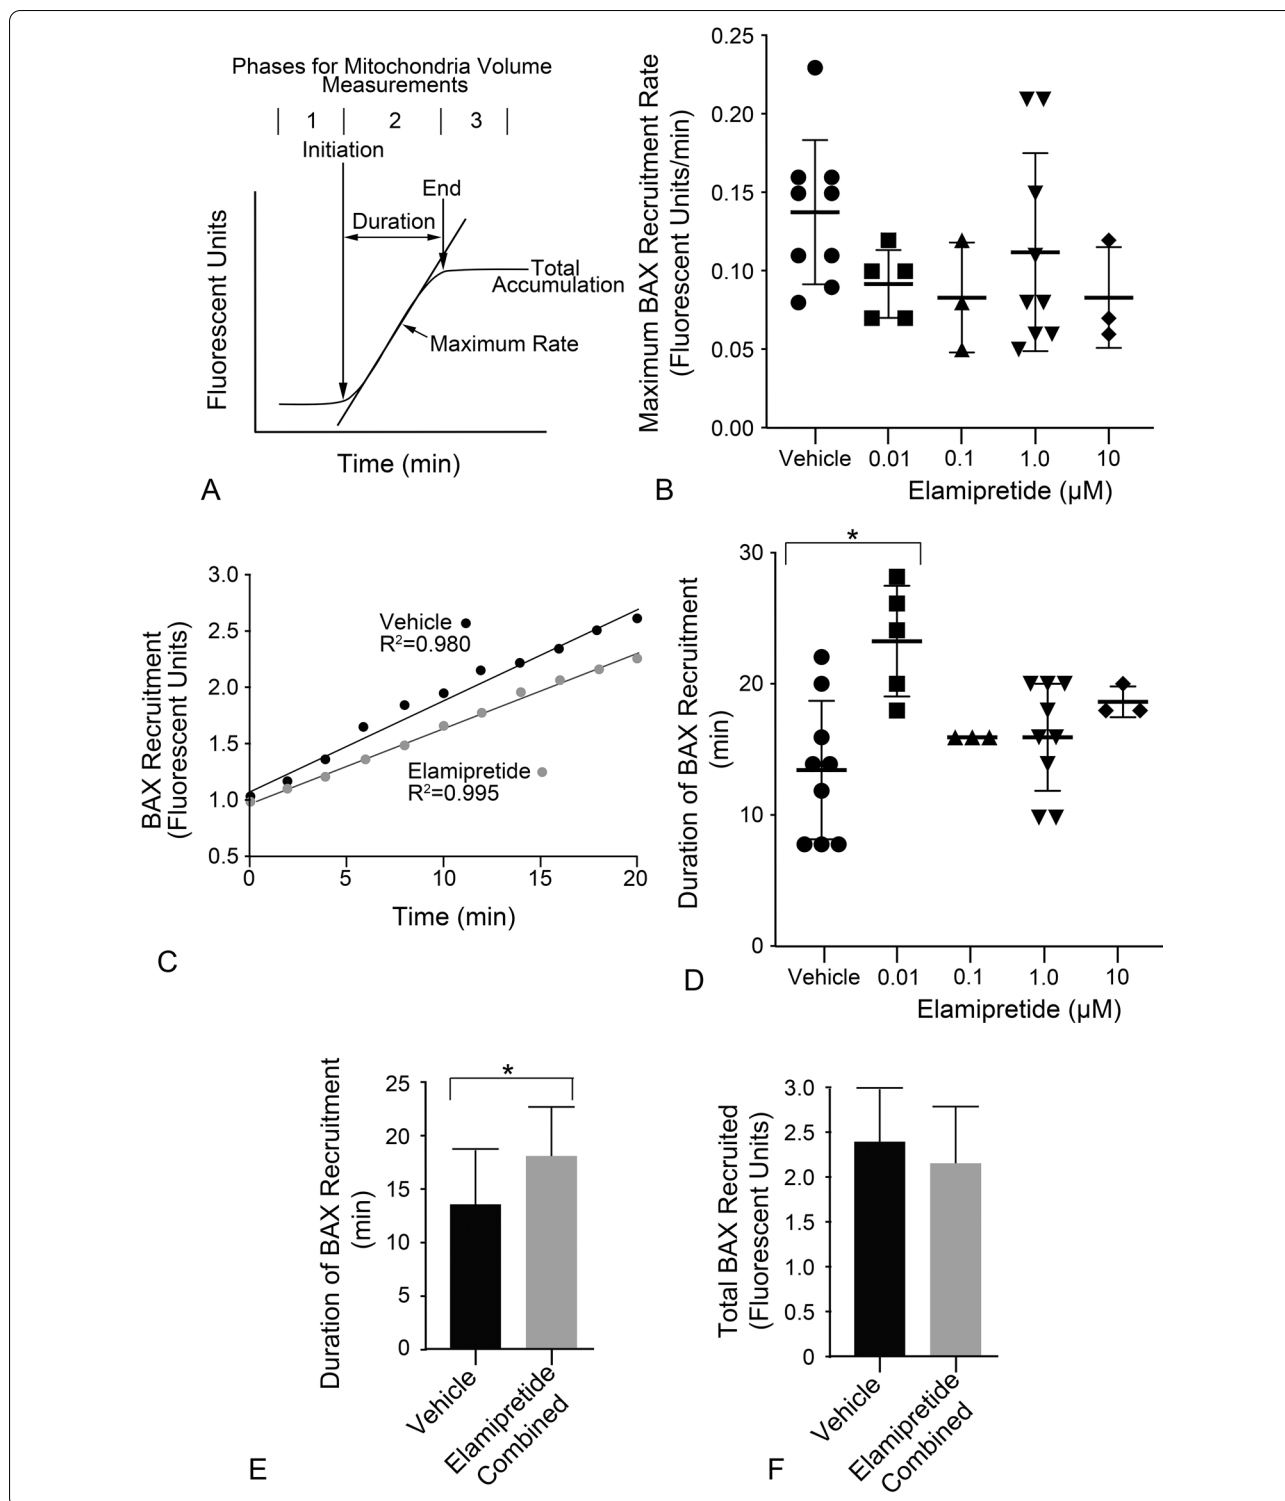 Phases for Mitochondria Volume
Measurements
1 2 3
Initiation
End
Duration
Total
Accumulation
Maximum Rate
Fluorescent Units
Time (min)
A
Maximum BAX Recruitment Rate
(Fluorescent Units/min)
0.25
0.20
0.15
0.10
0.05
0.00
Vehicle 0.01 0.1 1.0 10
Elamipretide (µM)
B
BAX Recruitment
(Fluorescent Units)
3.0
2.5
2.0
1.5
1.0
0.5
Vehicle
R²=0.980
Elamipretide
R²=0.995
0 5 10 15 20
Time (min)
C
Duration of BAX Recruitment
(min)
*
30
20
10
0
Vehicle 0.01 0.1 1.0 10
Elamipretide (µM)
D
Duration of BAX Recruitment
(min)
*
25
20
15
10
5
0
Vehicle
Elamipretide
Combined
E
Total BAX Recruited
(Fluorescent Units)
3.0
2.5
2.0
1.5
1.0
0.5
0
Vehicle
Elamipretide
Combined
F